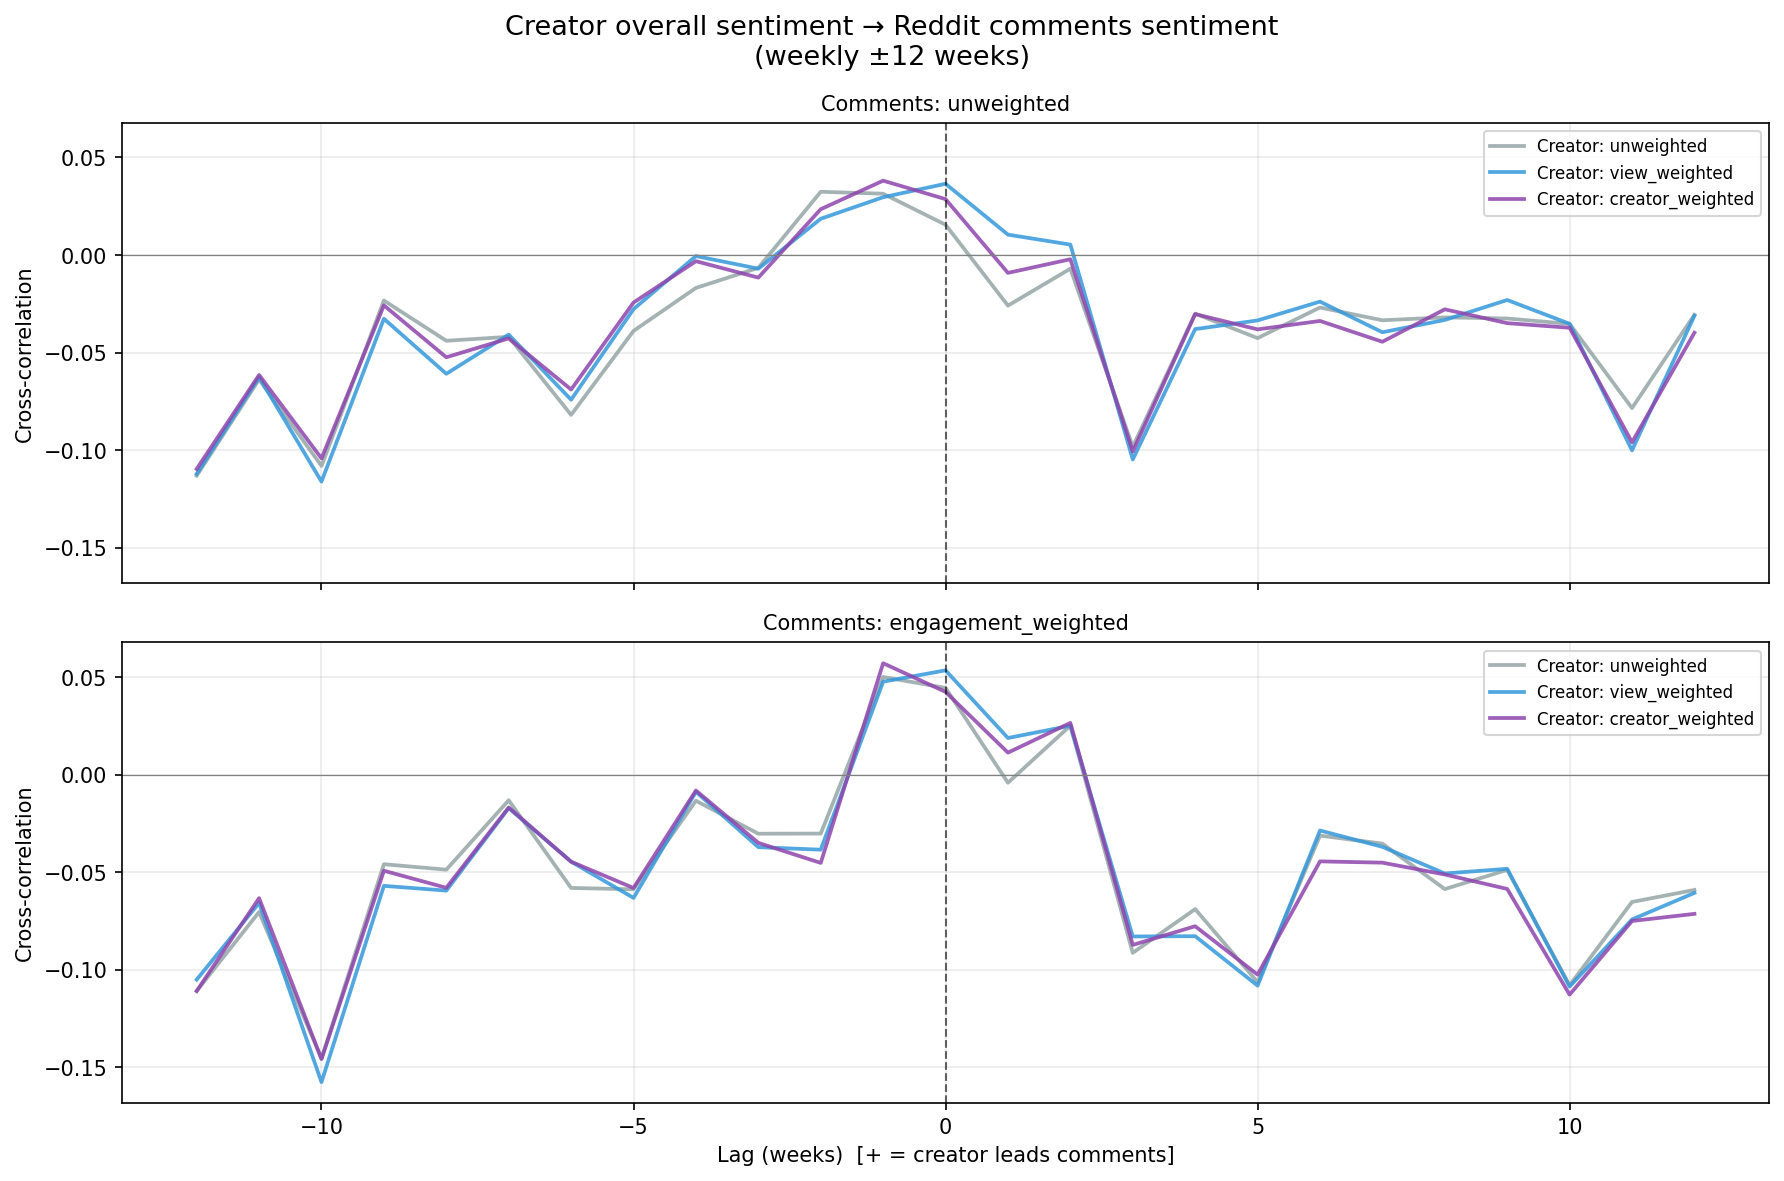 Creator overall sentiment → Reddit comments sentiment
(weekly ±12 weeks)
Comments: unweighted
Creator: unweighted
Creator: view_weighted
Creator: creator_weighted
Cross-correlation
0.05
0.00
−0.05
−0.10
−0.15
Comments: engagement_weighted
Creator: unweighted
Creator: view_weighted
Creator: creator_weighted
Cross-correlation
0.05
0.00
−0.05
−0.10
−0.15
−10 −5 0 5 10
Lag (weeks)  [+ = creator leads comments]